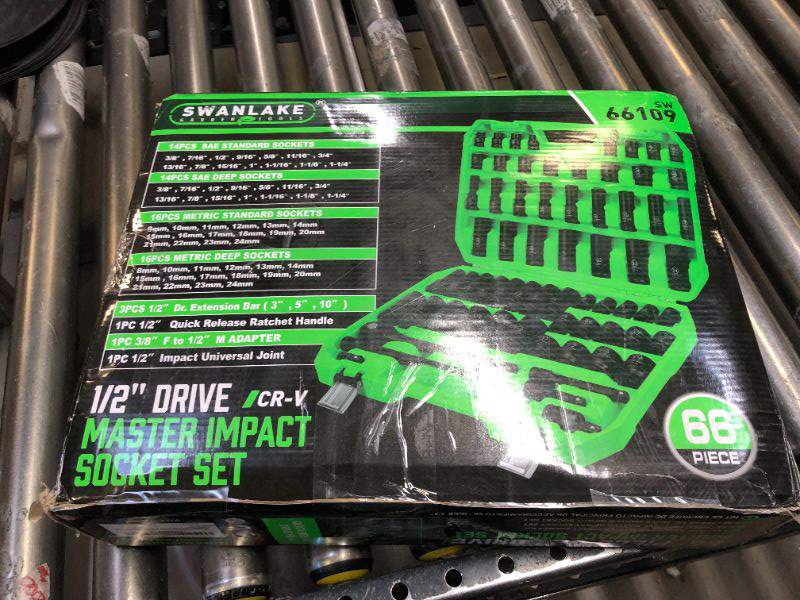 SWANLAKE®
GARDEN TOOLS
SW
66109
14PCS SAE STANDARD SOCKETS
3/8", 7/16", 1/2", 9/16", 5/8", 11/16", 3/4"
13/16", 7/8", 15/16", 1", 1-1/16", 1-1/8", 1-1/4"
14PCS SAE DEEP SOCKETS
3/8", 7/16", 1/2", 9/16", 5/8", 11/16", 3/4"
13/16", 7/8", 15/16", 1", 1-1/16", 1-1/8", 1-1/4"
16PCS METRIC STANDARD SOCKETS
9mm, 10mm, 11mm, 12mm, 13mm, 14mm
15mm, 16mm, 17mm, 18mm, 19mm, 20mm
21mm, 22mm, 23mm, 24mm
16PCS METRIC DEEP SOCKETS
8mm, 10mm, 11mm, 12mm, 13mm, 14mm
15mm, 16mm, 17mm, 18mm, 19mm, 20mm
21mm, 22mm, 23mm, 24mm
3PCS 1/2" Dr. Extension Bar (3", 5", 10")
1PC 1/2" Quick Release Ratchet Handle
1PC 3/8" F to 1/2" M ADAPTER
1PC 1/2" Impact Universal Joint
1/2" DRIVE /CR-V
MASTER IMPACT
SOCKET SET
66
PIECE